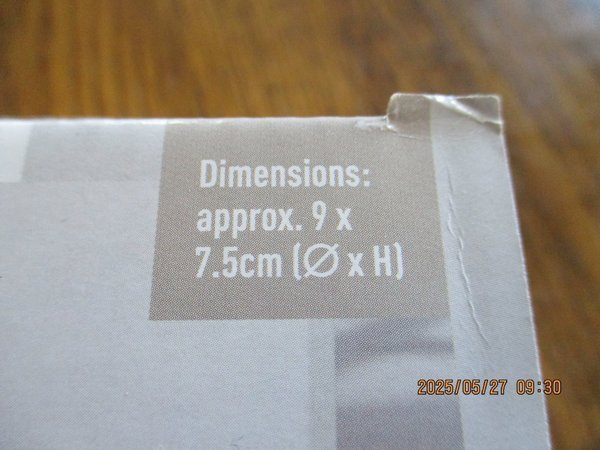 Dimensions:
approx. 9 x
7.5cm (Ø x H)
2025/05/27 09:30